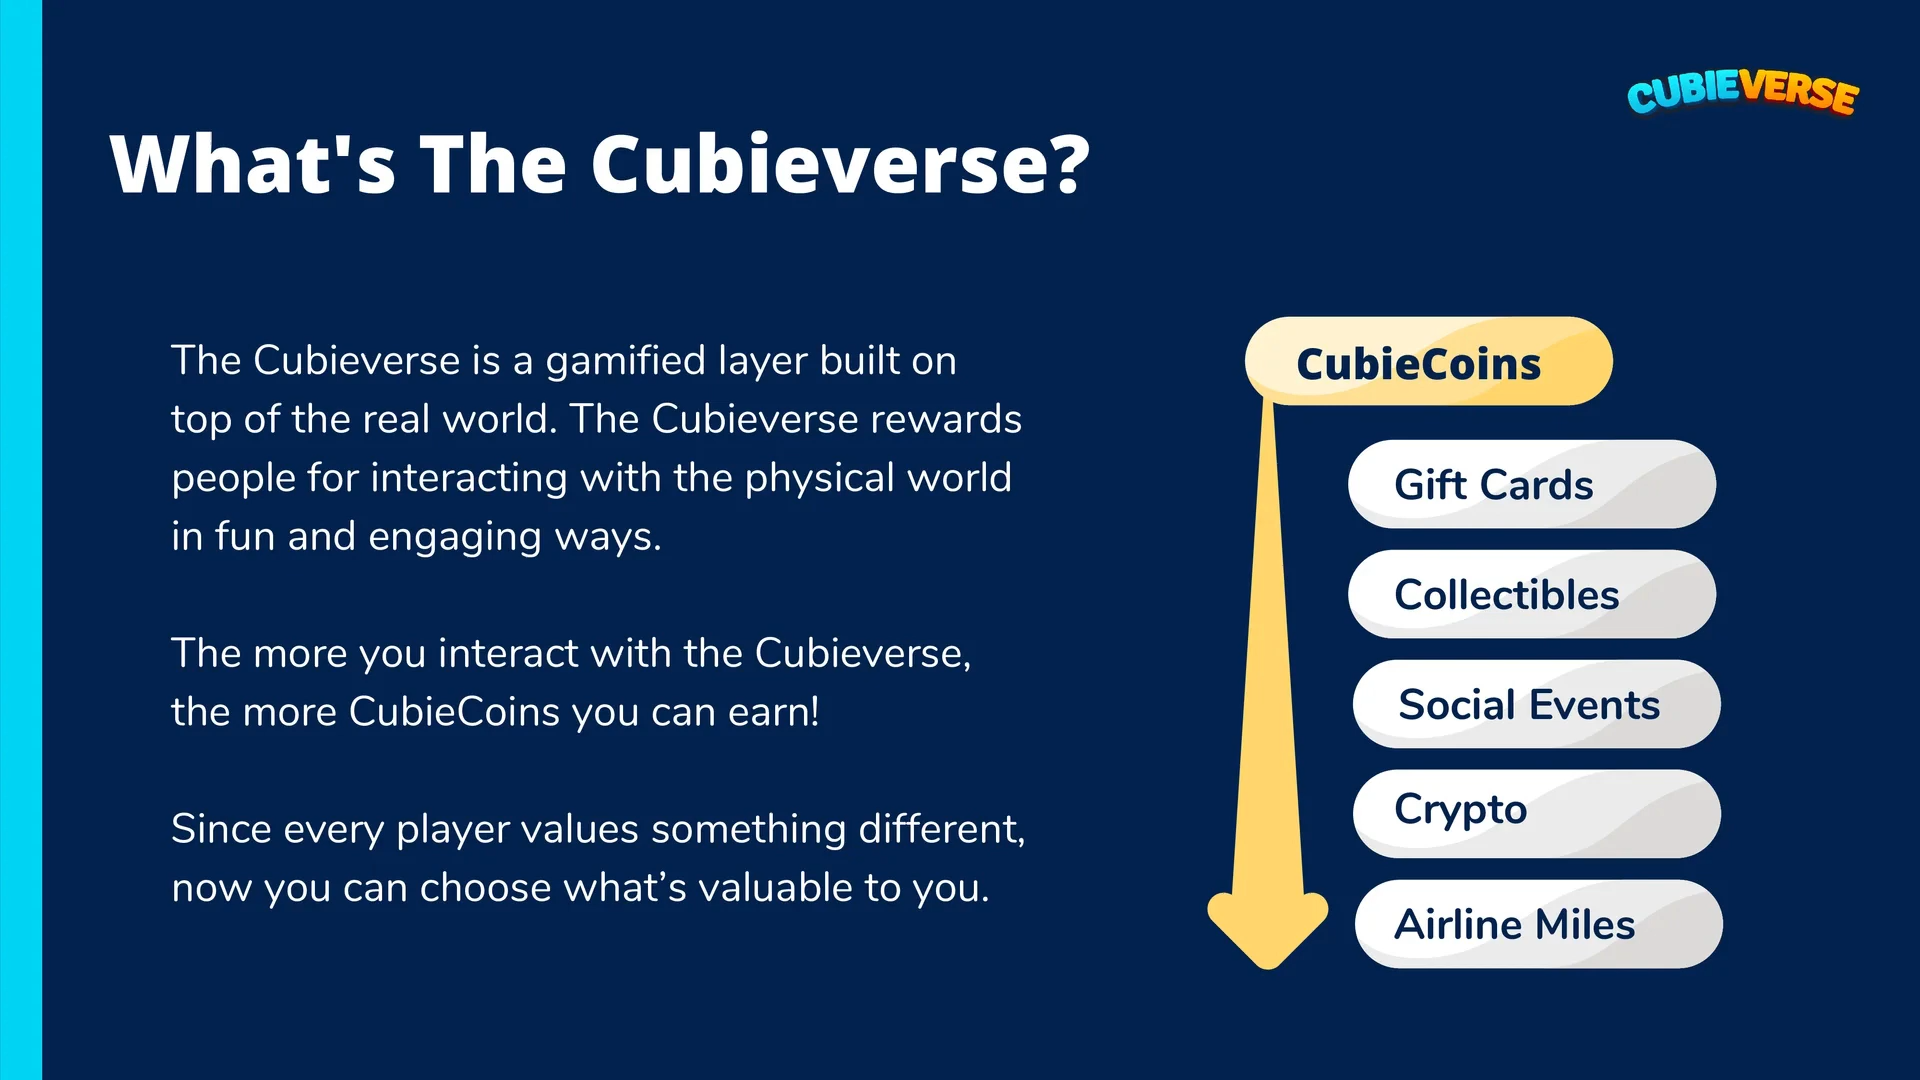 CUBIEVERSE
What's The Cubieverse?
The Cubieverse is a gamified layer built on
top of the real world. The Cubieverse rewards
people for interacting with the physical world
in fun and engaging ways.
The more you interact with the Cubieverse,
the more CubieCoins you can earn!
Since every player values something different,
now you can choose what’s valuable to you.
CubieCoins
Gift Cards
Collectibles
Social Events
Crypto
Airline Miles